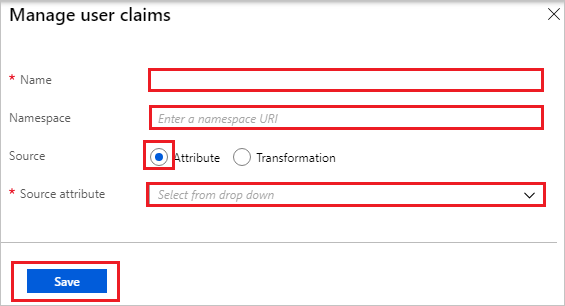 Manage user claims
* Name
Namespace
Enter a namespace URI
Source
Attribute
Transformation
* Source attribute
Select from drop down
Save